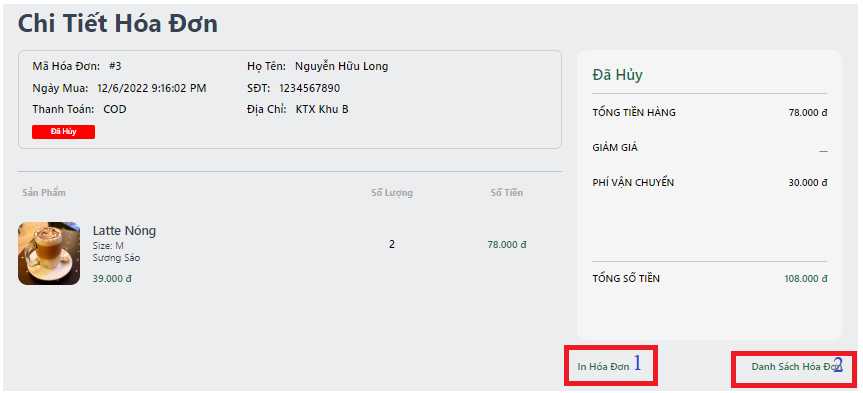 Chi Tiết Hóa Đơn
Mã Hóa Đơn: #3
Họ Tên: Nguyễn Hữu Long
Ngày Mua: 12/6/2022 9:16:02 PM
SĐT: 1234567890
Thanh Toán: COD
Địa Chỉ: KTX Khu B
Đã Hủy
Sản Phẩm Số Lượng Số Tiền
Latte Nóng
Size: M
Sương Sáo
39.000 đ
2
78.000 đ
Đã Hủy
TỔNG TIỀN HÀNG 78.000 đ
GIẢM GIÁ __
PHÍ VẬN CHUYỂN 30.000 đ
TỔNG SỐ TIỀN 108.000 đ
In Hóa Đơn 1
Danh Sách Hóa Đơn 2